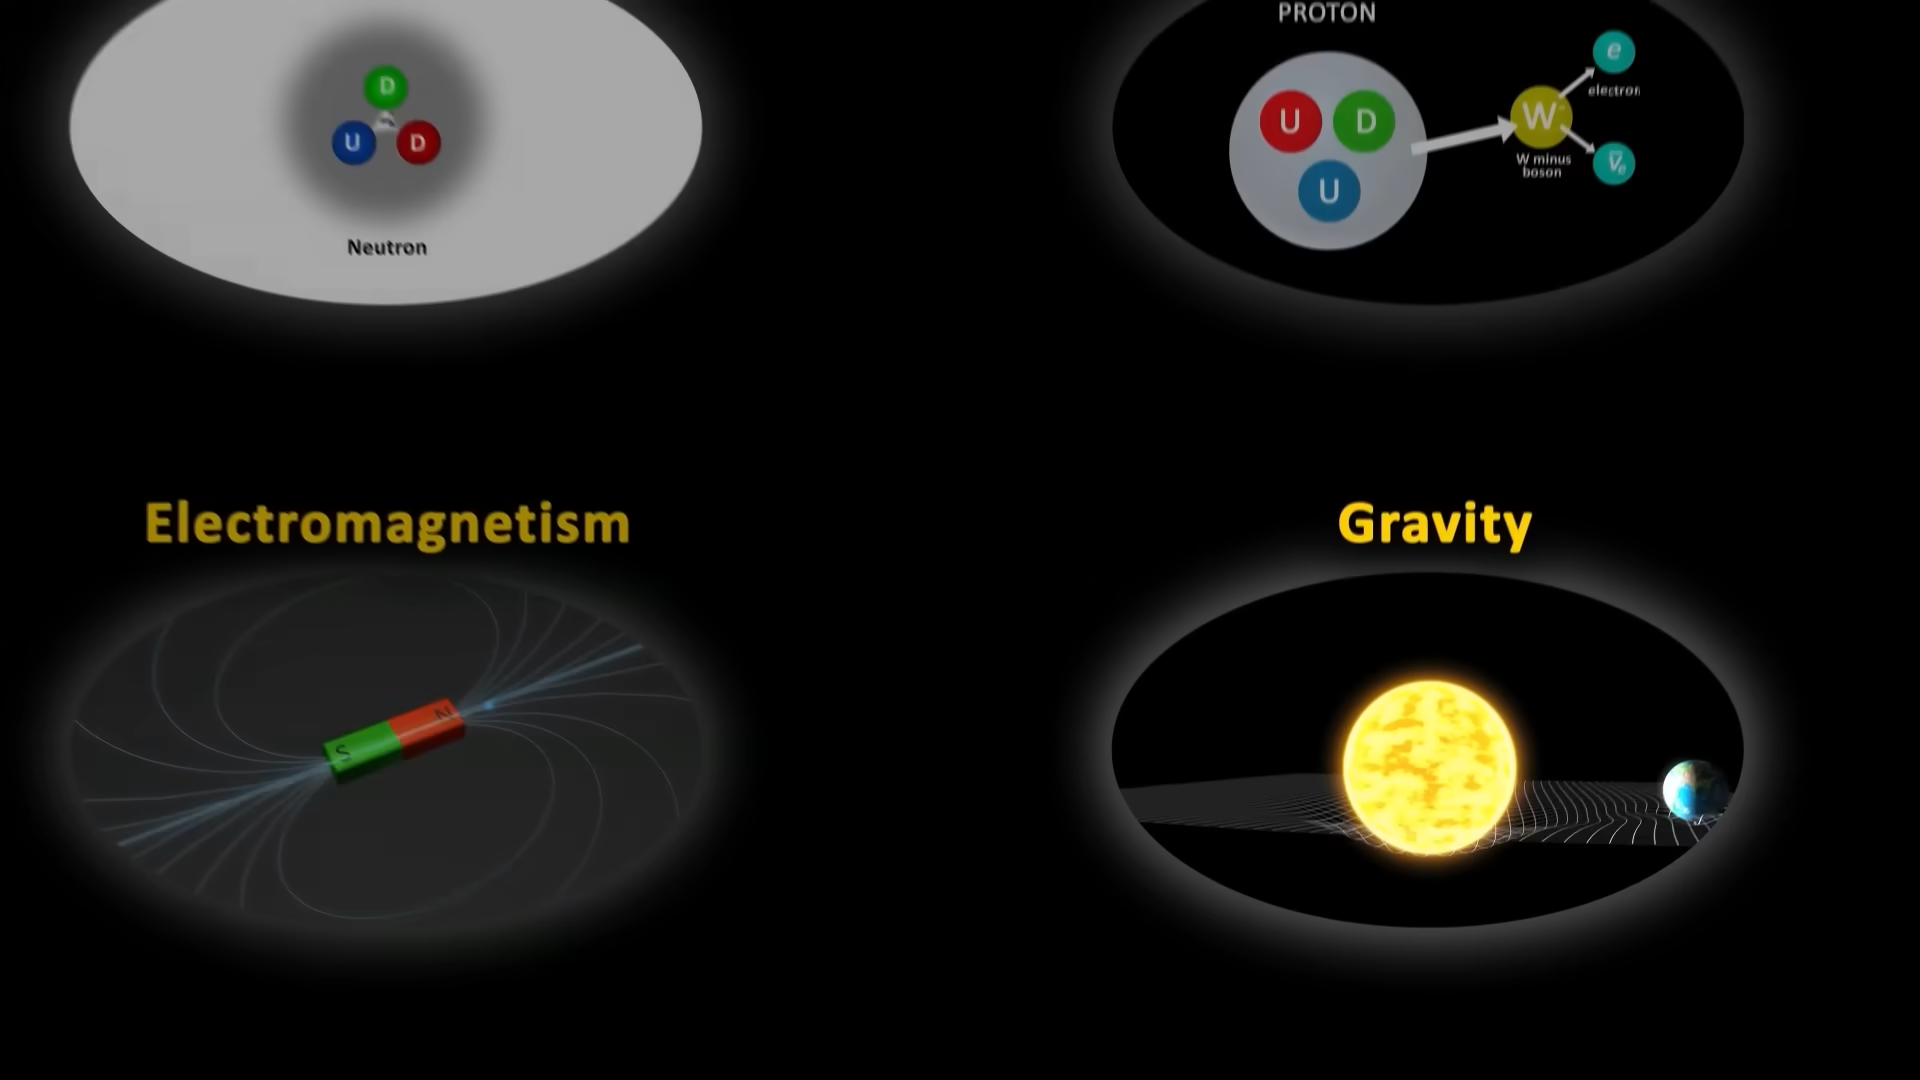 PROTON
D
U D
Neutron
U D
U
W-
W minus
boson
e
electron
ν̅e
Electromagnetism
S N
Gravity